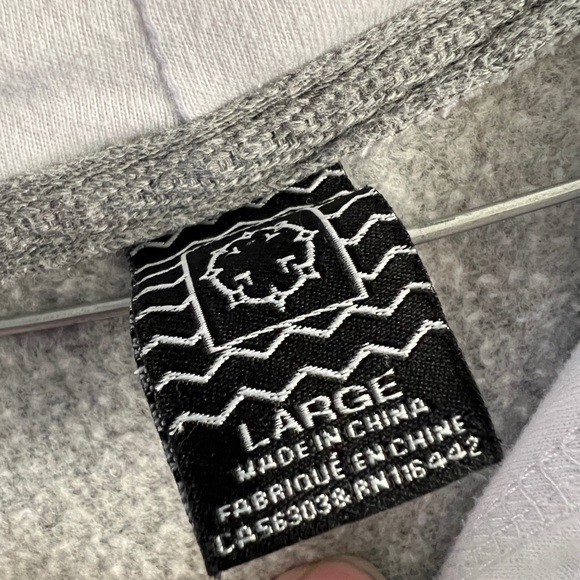 LARGE
MADE IN CHINA
FABRIQUÉ EN CHINE
CA56303& RN116442